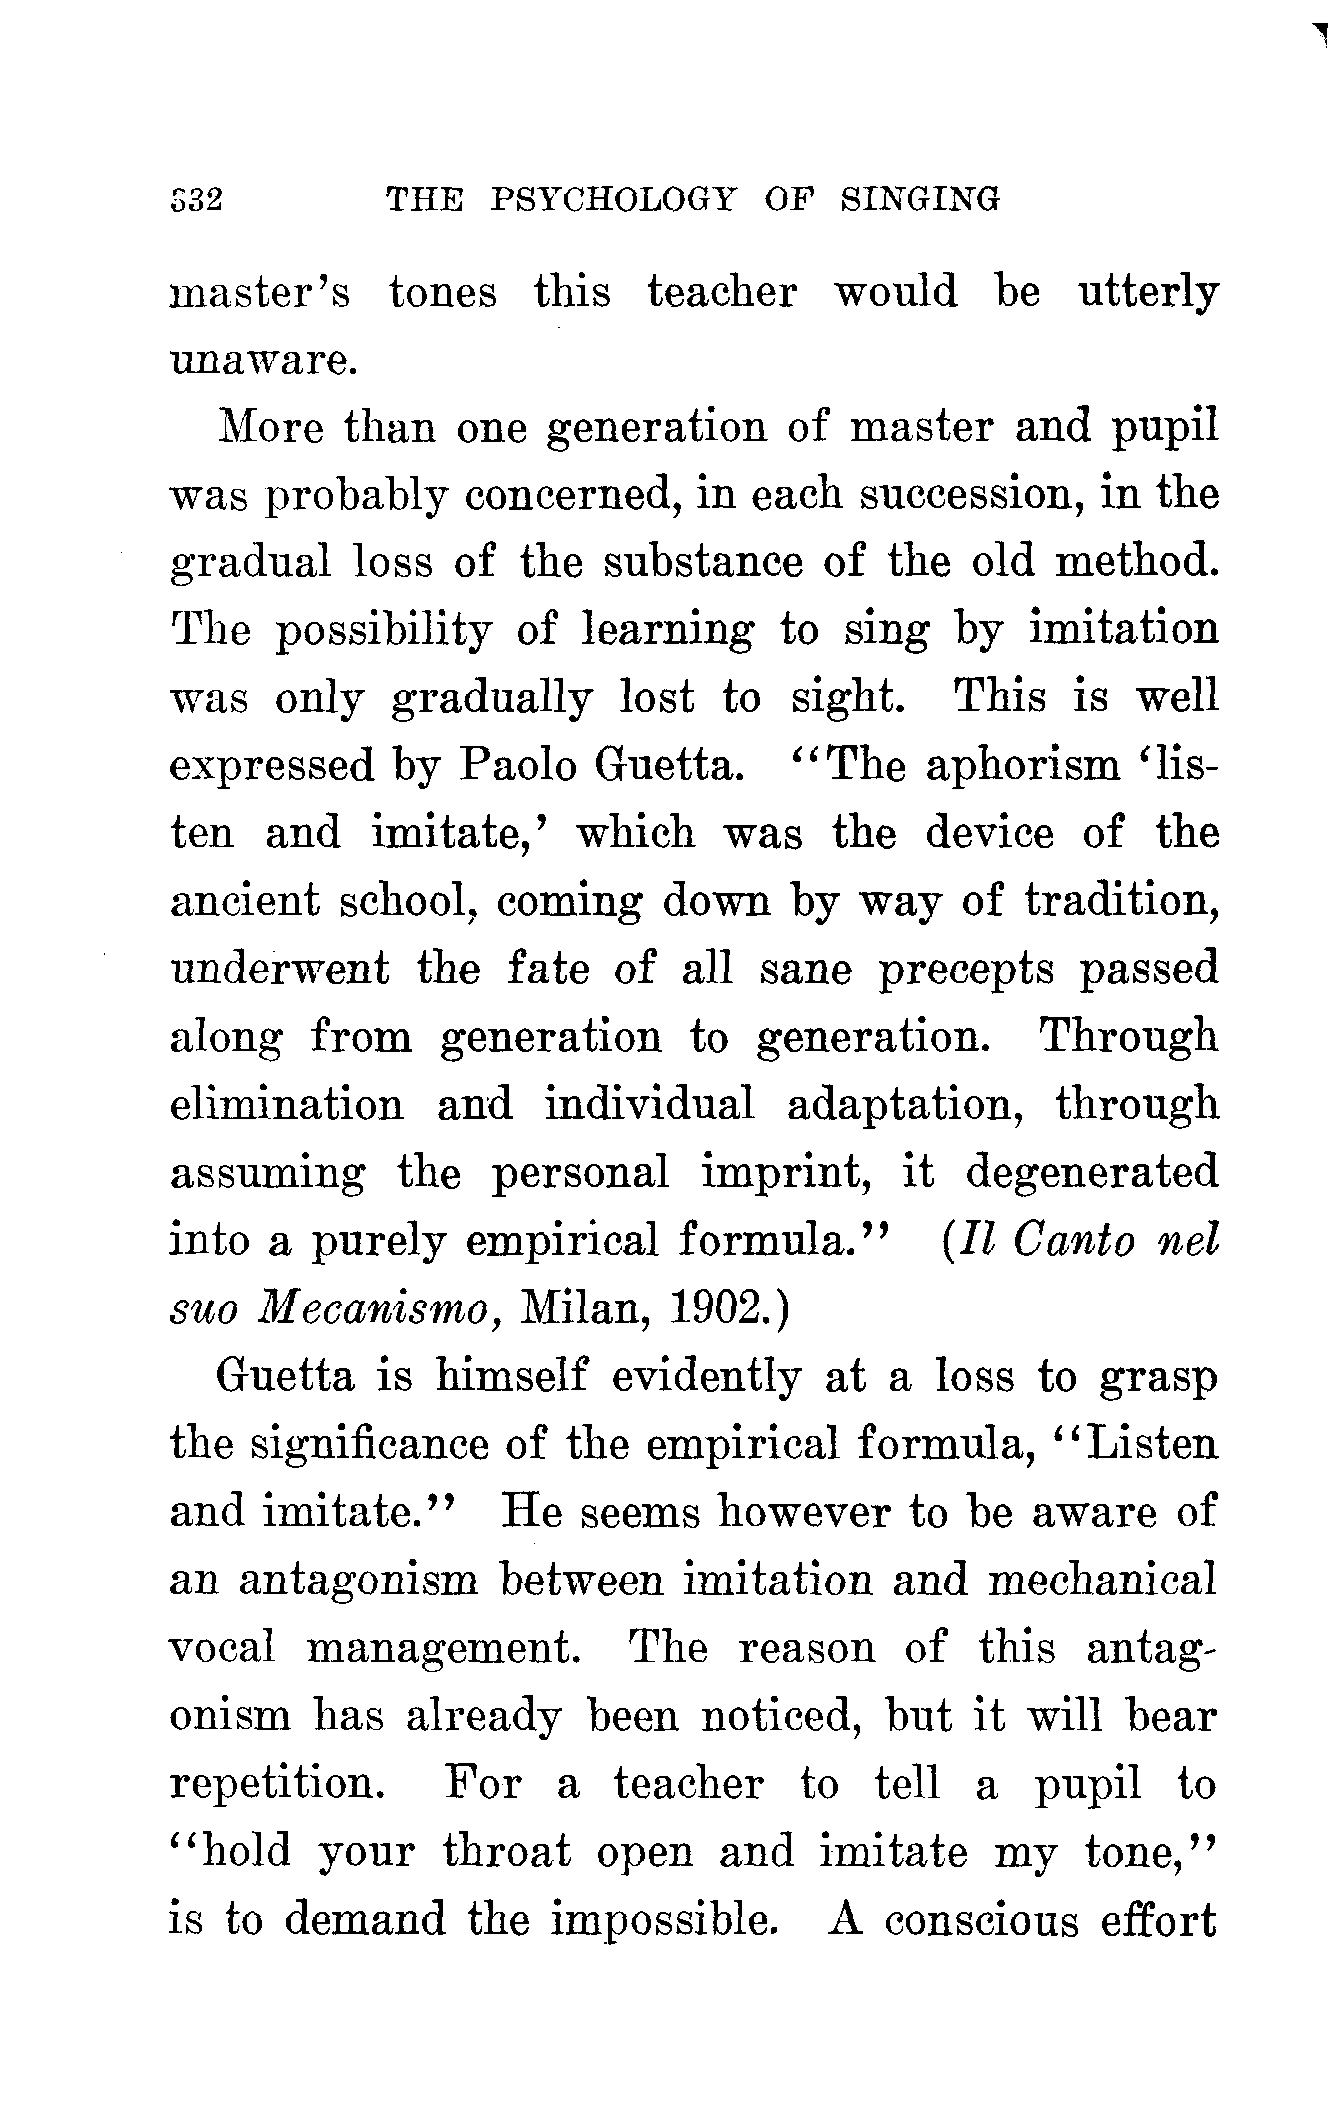 332 THE PSYCHOLOGY OF SINGING
master's tones this teacher would be utterly
unaware.
More than one generation of master and pupil
was probably concerned, in each succession, in the
gradual loss of the substance of the old method.
The possibility of learning to sing by imitation
was only gradually lost to sight. This is well
expressed by Paolo Guetta. "The aphorism 'lis-
ten and imitate,' which was the device of the
ancient school, coming down by way of tradition,
underwent the fate of all sane precepts passed
along from generation to generation. Through
elimination and individual adaptation, through
assuming the personal imprint, it degenerated
into a purely empirical formula." (Il Canto nel
suo Mecanismo, Milan, 1902.)
Guetta is himself evidently at a loss to grasp
the significance of the empirical formula, "Listen
and imitate." He seems however to be aware of
an antagonism between imitation and mechanical
vocal management. The reason of this antag-
onism has already been noticed, but it will bear
repetition. For a teacher to tell a pupil to
"hold your throat open and imitate my tone,"
is to demand the impossible. A conscious effort